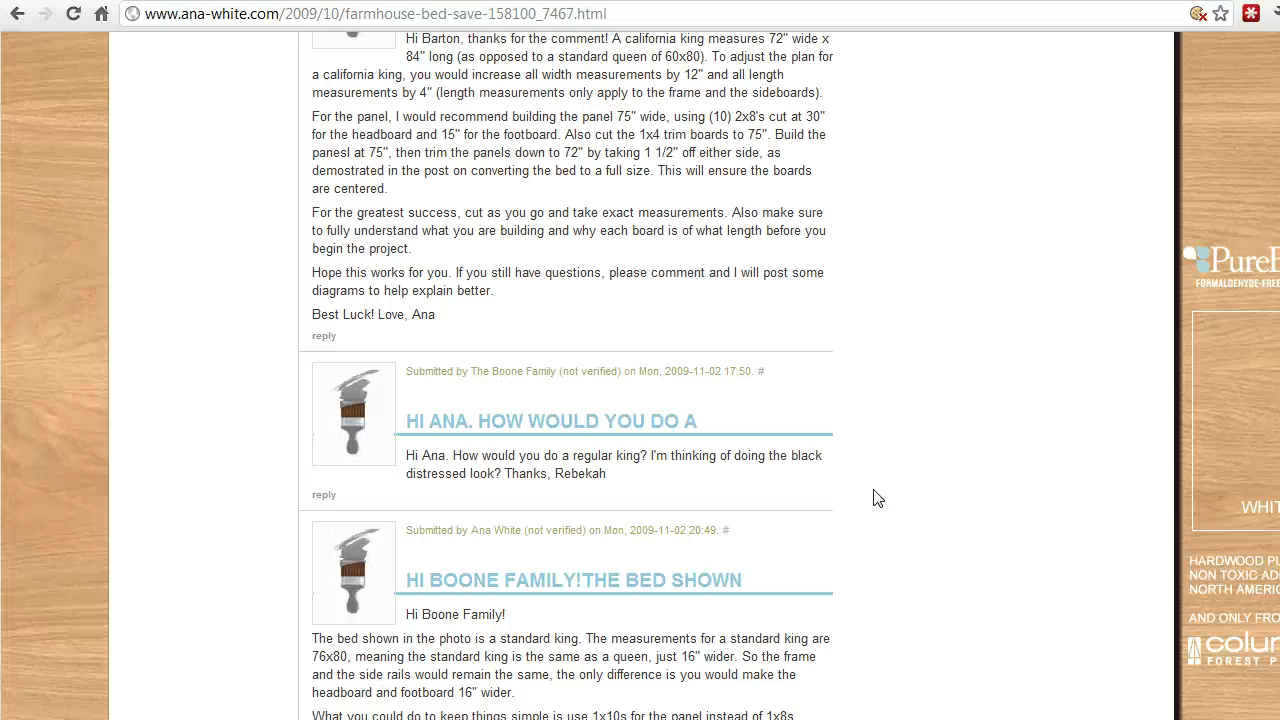 www.ana-white.com/2009/10/farmhouse-bed-save-158100_7167.html
Hi Barron, thanks for the comment! A california king measures 72" wide x
84" long (as opposed to a standard queen of 60x80). To adjust the plan for
a california king, you would increase all width measurements by 12" and all length
measurements by 4" (length measurements only apply to the frame and the sideboards).
For the panel, I would recommend building the panel 75" wide, using (10) 2x8's cut at 30"
for the headboard and 15" for the footboard. Also cut the 1x4 trim boards to 75". Build the
panesl at 75", then trim the panels down to 72" by taking 1 1/2" off either side, as
demostrated in the post on converting the bed to a full size. This will ensure the boards
are centered.
For the greatest success, cut as you go and take exact measurements. Also make sure
to fully understand what you are building and why each board is of what length before you
begin the project.
Hope this works for you. If you still have questions, please comment and I will post some
diagrams to help explain better.
Best Luck! Love, Ana
reply
Submitted by The Boone Family (not verified) on Mon, 2009-11-02 17:50. #
HI ANA. HOW WOULD YOU DO A
Hi Ana. How would you do a regular king? I'm thinking of doing the black
distressed look? Thanks, Rebekah
reply
Submitted by Ana White (not verified) on Mon, 2009-11-02 20:49. #
HI BOONE FAMILY!THE BED SHOWN
Hi Boone Family!
The bed shown in the photo is a standard king. The measurements for a standard king are
76x80, meaning the standard king is the same as a queen, just 16" wider. So the frame
and the siderails would remain the same. The only difference is you would make the
headboard and footboard 16" wider.
What you could do to keep the
for the panel instead of
PureB
FORMALDEHYDE-FREE
WHIT
HARDWOOD PL
NON TOXIC AD
NORTH AMERIC
AND ONLY FRO
colum
FOREST P